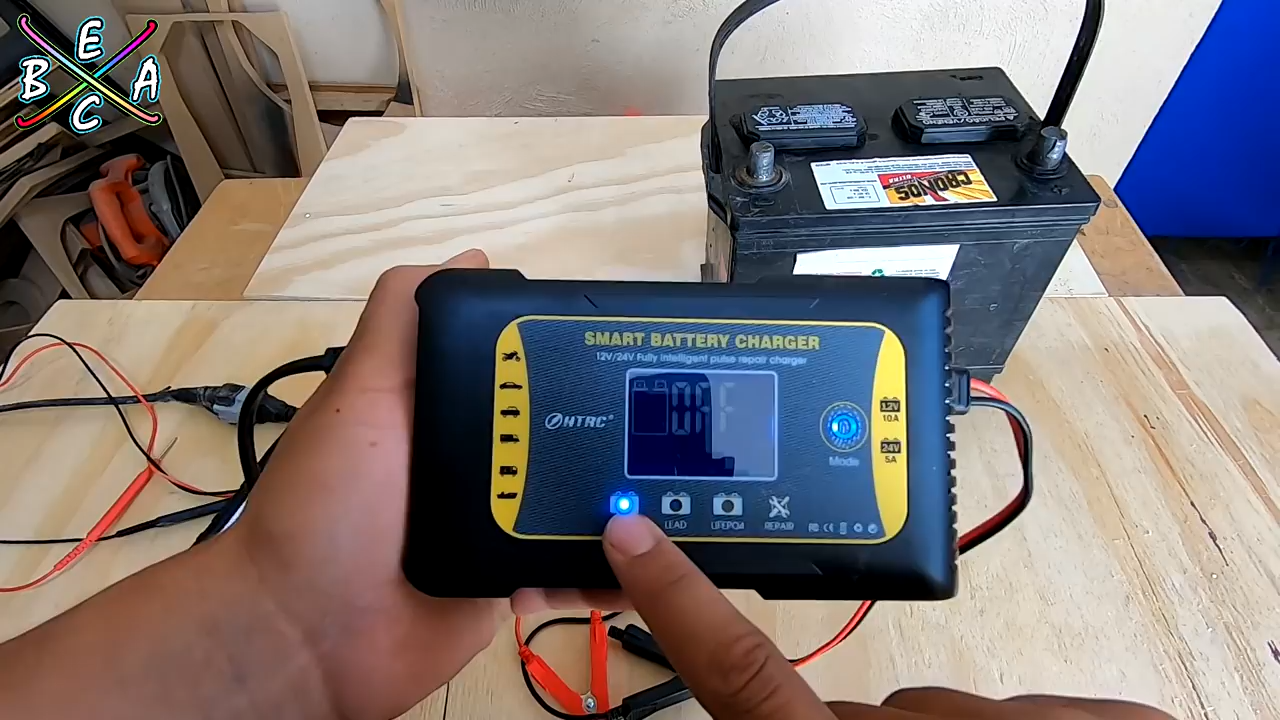 B E C A
CRONOS
SMART BATTERY CHARGER
12V/24V Fully intelligent pulse repair charger
HTRC®
OFF
Mode
12V
10A
24V
5A
LEAD
LIFEPO4
REPAIR